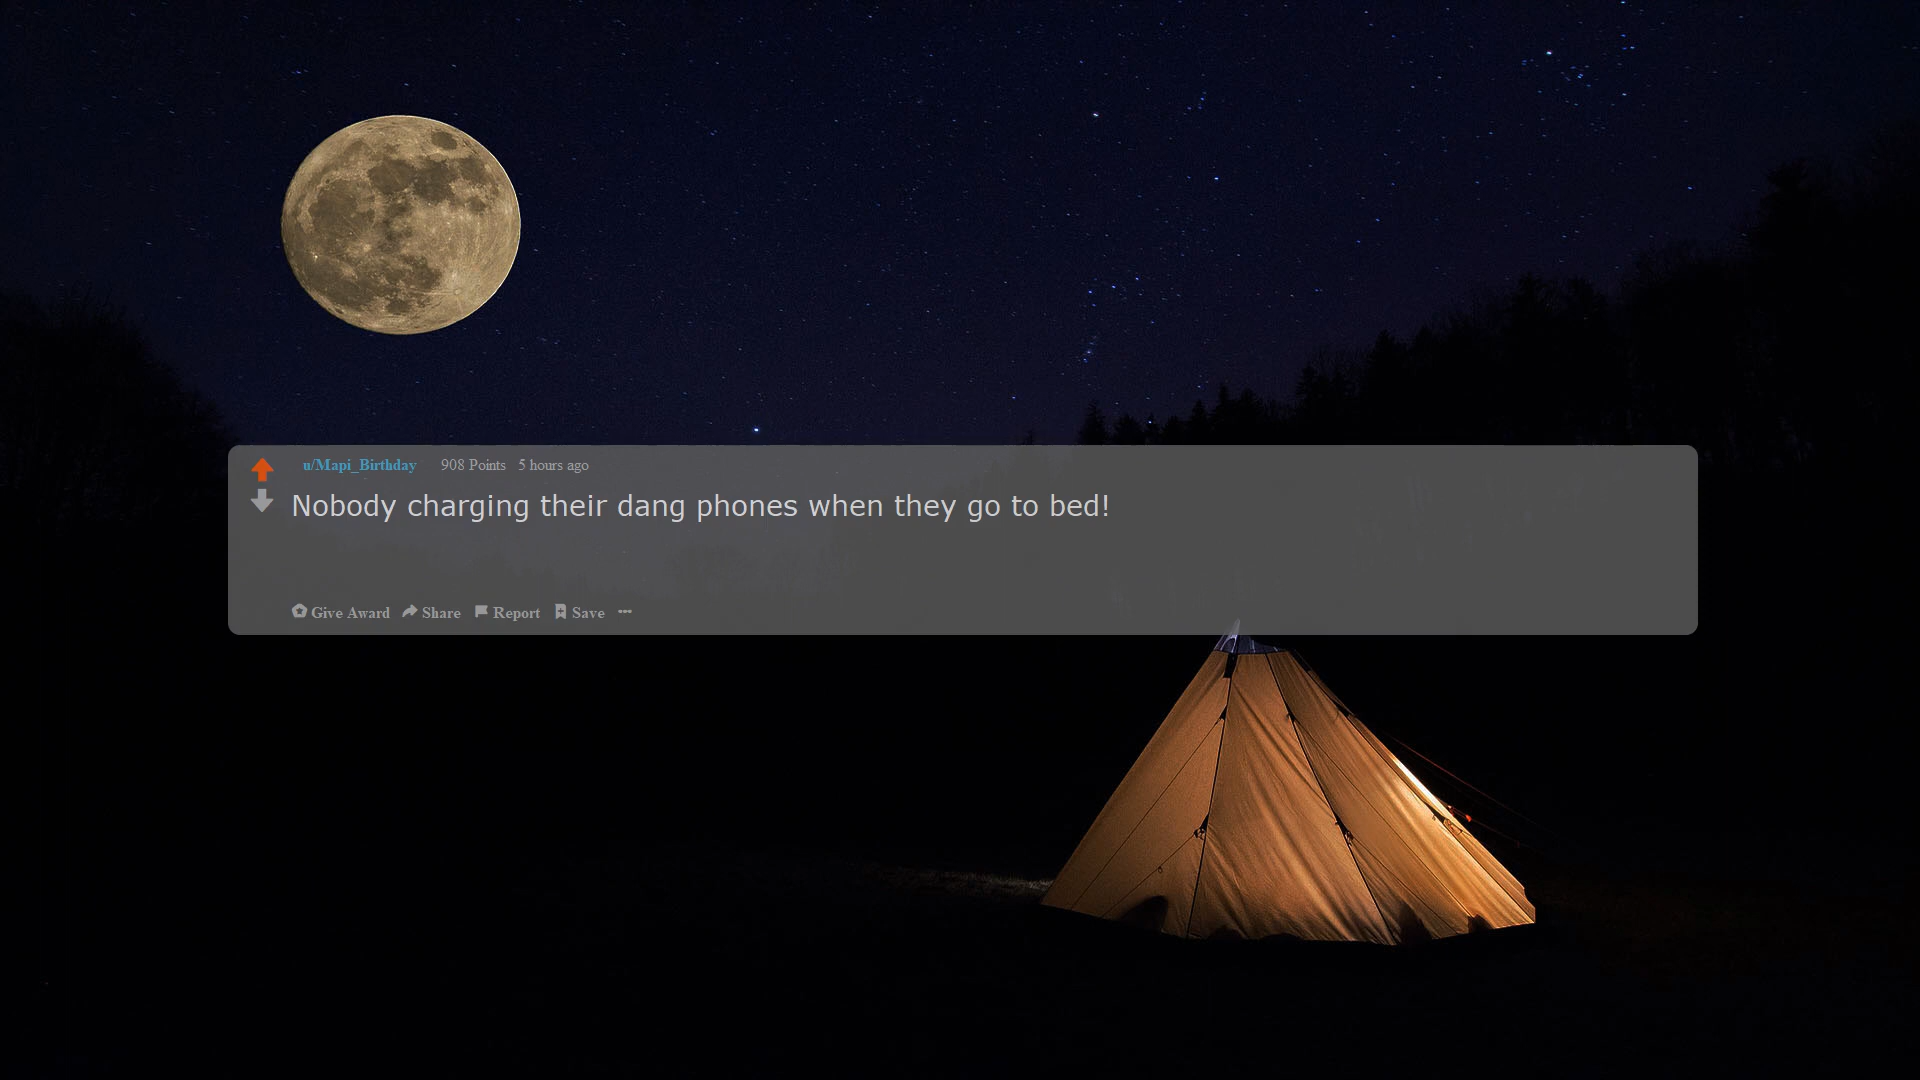 u/Mapi_Birthday 908 Points 5 hours ago
Nobody charging their dang phones when they go to bed!
Give Award Share Report Save